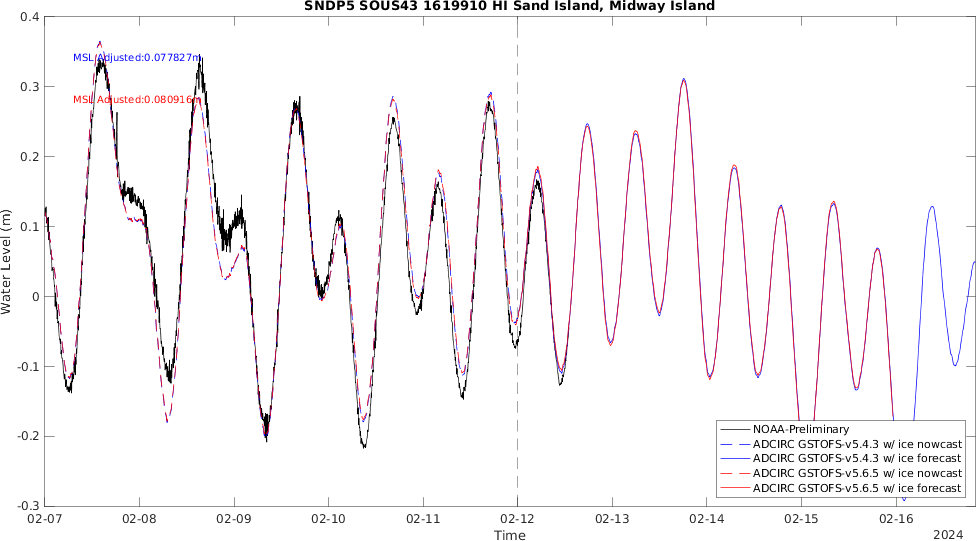 SNDP5 SOUS43 1619910 HI Sand Island, Midway Island
0.4
0.3
0.2
0.1
0
-0.1
-0.2
-0.3
Water Level (m)
MSL Adjusted:0.077827m
MSL Adjusted:0.080916m
NOAA-Preliminary
ADCIRC GSTOFS-v5.4.3 w/ ice nowcast
ADCIRC GSTOFS-v5.4.3 w/ ice forecast
ADCIRC GSTOFS-v5.6.5 w/ ice nowcast
ADCIRC GSTOFS-v5.6.5 w/ ice forecast
02-07 02-08 02-09 02-10 02-11 02-12 02-13 02-14 02-15 02-16
Time
2024